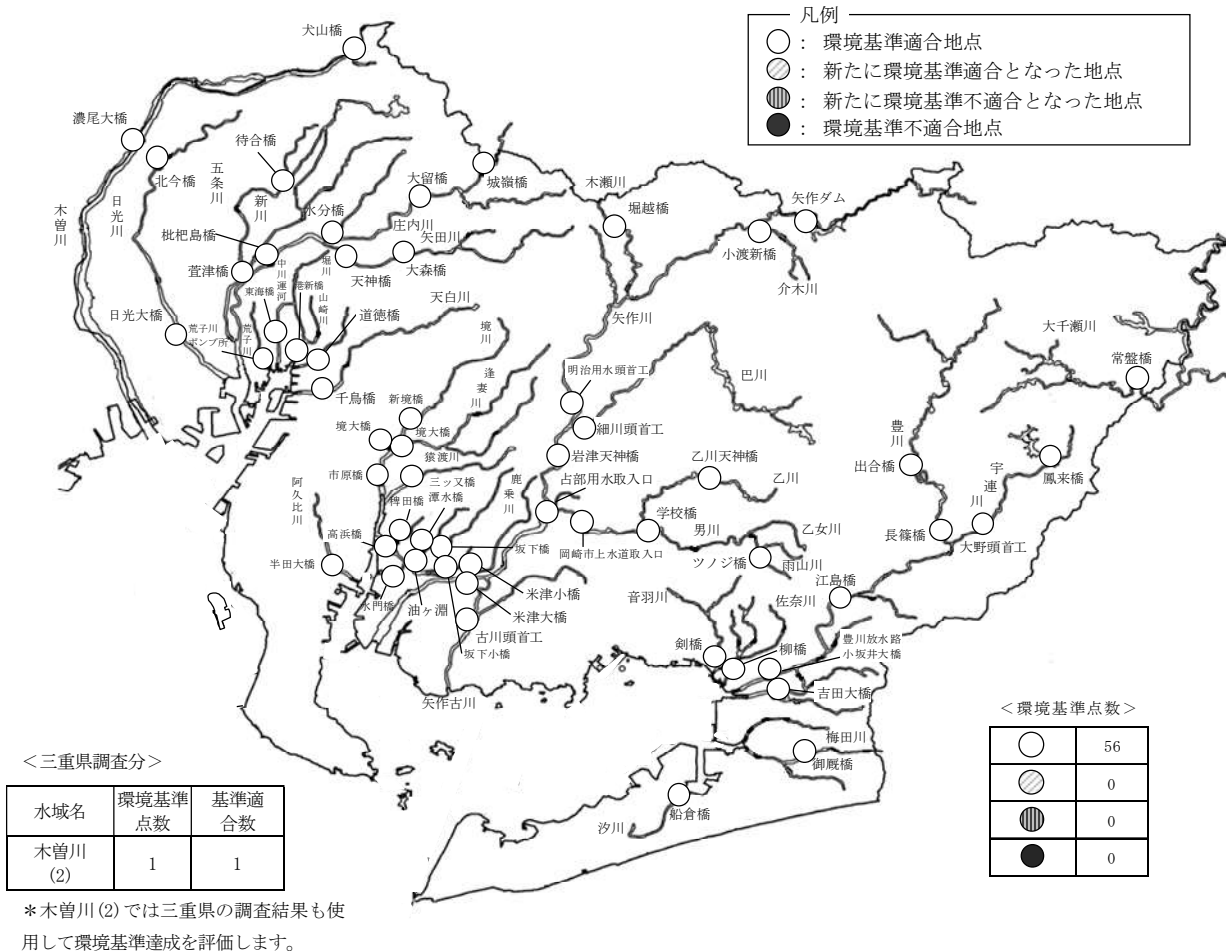 凡例
○ : 環境基準適合地点
: 新たに環境基準適合となった地点
: 新たに環境基準不適合となった地点
● : 環境基準不適合地点
犬山橋
濃尾大橋
北今橋
待合橋
五条川
新川
日光川
木曽川
枇杷島橋
水分橋
大留橋
城嶺橋
庄内川
矢田川
木瀬川
堀越橋
矢作ダム
小渡新橋
介木川
萱津橋
中川運河
堀川
天神橋
大森橋
東海橋
港新橋
山崎川
道徳橋
天白川
日光大橋
荒子川
ポンプ所
荒子川
千鳥橋
境川
逢妻川
矢作川
巴川
大千瀬川
常盤橋
明治用水頭首工
新境橋
境大橋
境大橋
細川頭首工
豊川
猿渡川
岩津天神橋
乙川天神橋
出合橋
宇連川
鳳来橋
市原橋
三ッ又橋
鹿乗川
占部用水取入口
乙川
阿久比川
稗田橋
潭水橋
学校橋
男川
乙女川
長篠橋
大野頭首工
高浜橋
坂下橋
岡崎市上水道取入口
ツノジ橋
雨山川
半田大橋
水門橋
油ヶ淵
米津小橋
米津大橋
音羽川
佐奈川
江島橋
古川頭首工
坂下小橋
剣橋
柳橋
豊川放水路
小坂井大橋
吉田大橋
矢作古川
梅田川
御厩橋
船倉橋
汐川
＜三重県調査分＞
水域名 環境基準点数 基準適合数
木曽川(2) 1 1
＊木曽川(2)では三重県の調査結果も使
用して環境基準達成を評価します。
＜環境基準点数＞
○ 56
0
0
● 0